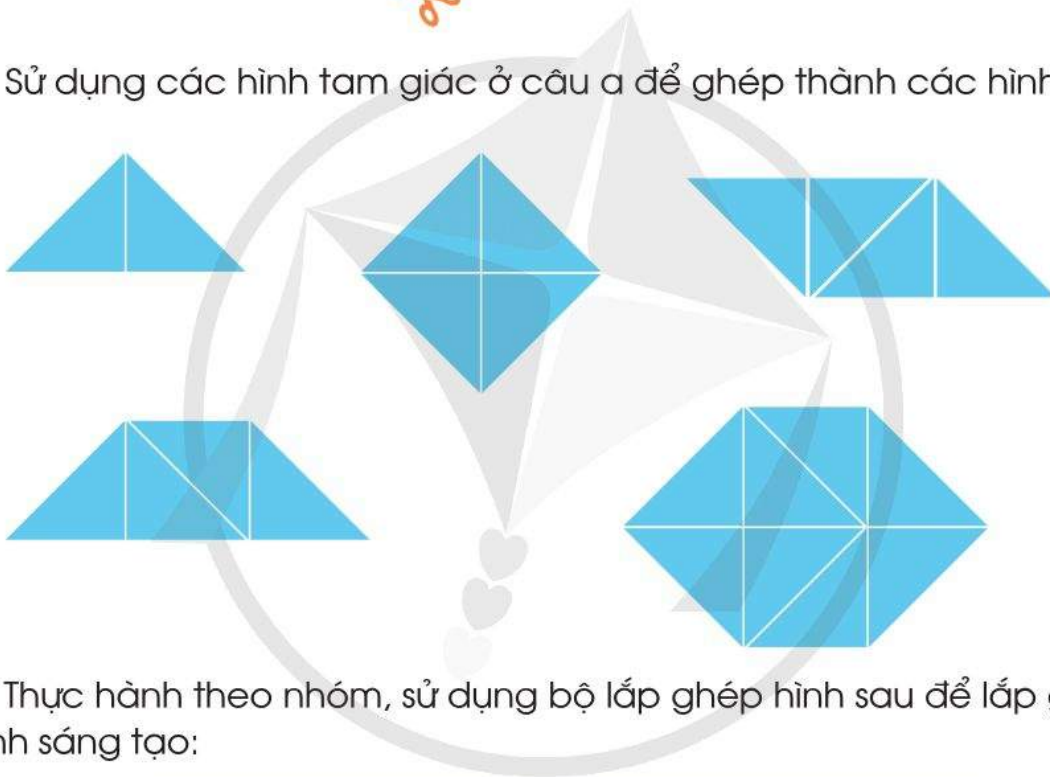 Sử dụng các hình tam giác ở câu a để ghép thành các hình
Thực hành theo nhóm, sử dụng bộ lắp ghép hình sau để lắp
sáng tạo: